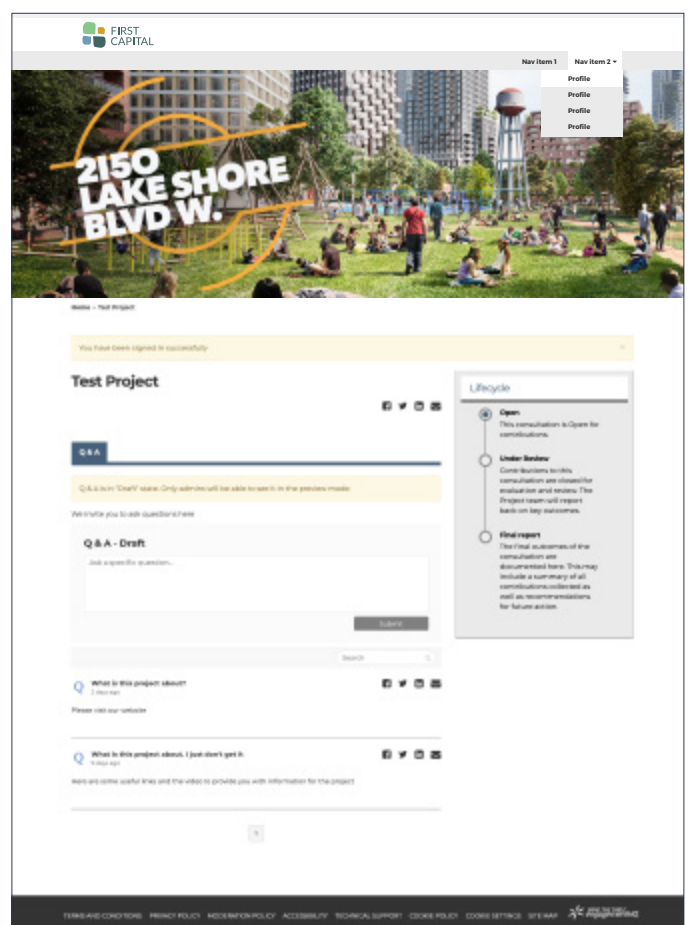 FIRST
CAPITAL
Nav item 1 Nav item 2
Profile
Profile
Profile
Profile
2150
LAKE SHORE
BLVD W.
Home » Test Project
You have been signed in successfully
Test Project
Lifecycle
Open
This consultation is Open for
contributions.
Under Review
Contributions to this
consultation are closed for
evaluation and review. The
Project team will report
back on key outcomes.
Final report
The final outcomes of the
consultation are
documented here. This may
include a summary of all
contributions collected as
well as recommendations
for future action.
Q & A
Q & A is in 'Draft' state. Only admins will be able to see it in the preview mode
We invite you to ask questions here
Q & A - Draft
Ask a specific question...
Submit
Search
Q What is this project about?
2 days ago
Please visit our website
Q What is this project about. I just don't get it
days ago
Here are some useful links and the video to provide you with information for the project
TERMS AND CONDITIONS PRIVACY POLICY MODERATION POLICY ACCESSIBILITY TECHNICAL SUPPORT COOKIE POLICY COOKIE SETTINGS SITE MAP